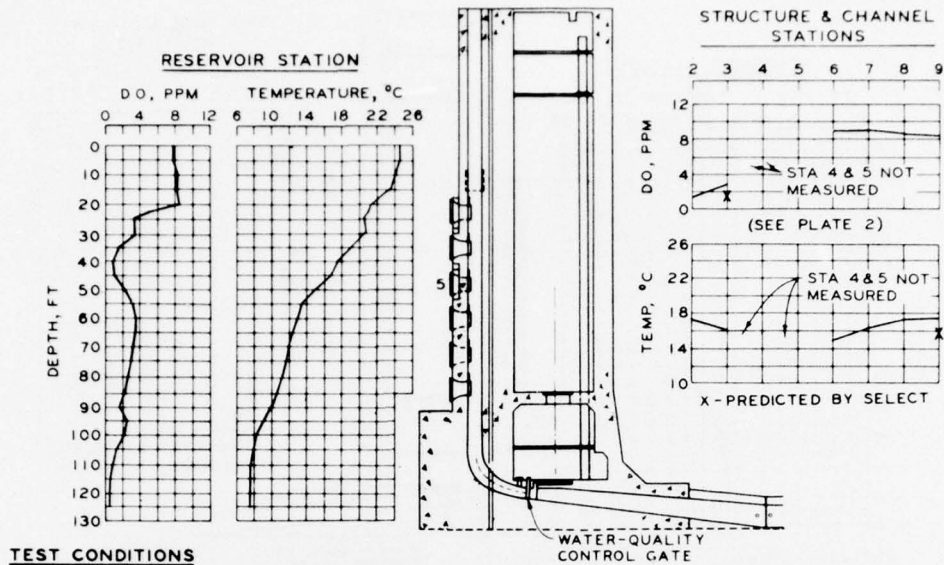 STRUCTURE & CHANNEL
STATIONS
RESERVOIR STATION
DO, PPM TEMPERATURE, °C
0 4 8 12 6 10 14 18 22 26
DEPTH, FT
0
10
20
30
40
50
60
70
80
90
100
110
120
130
5
2 3 4 5 6 7 8 9
DO, PPM
12
8
4
0
STA 4 & 5 NOT
MEASURED
X
(SEE PLATE 2)
TEMP, °C
26
22
18
14
10
STA 4 & 5 NOT
MEASURED
X
X-PREDICTED BY SELECT
WATER-QUALITY
CONTROL GATE
TEST CONDITIONS